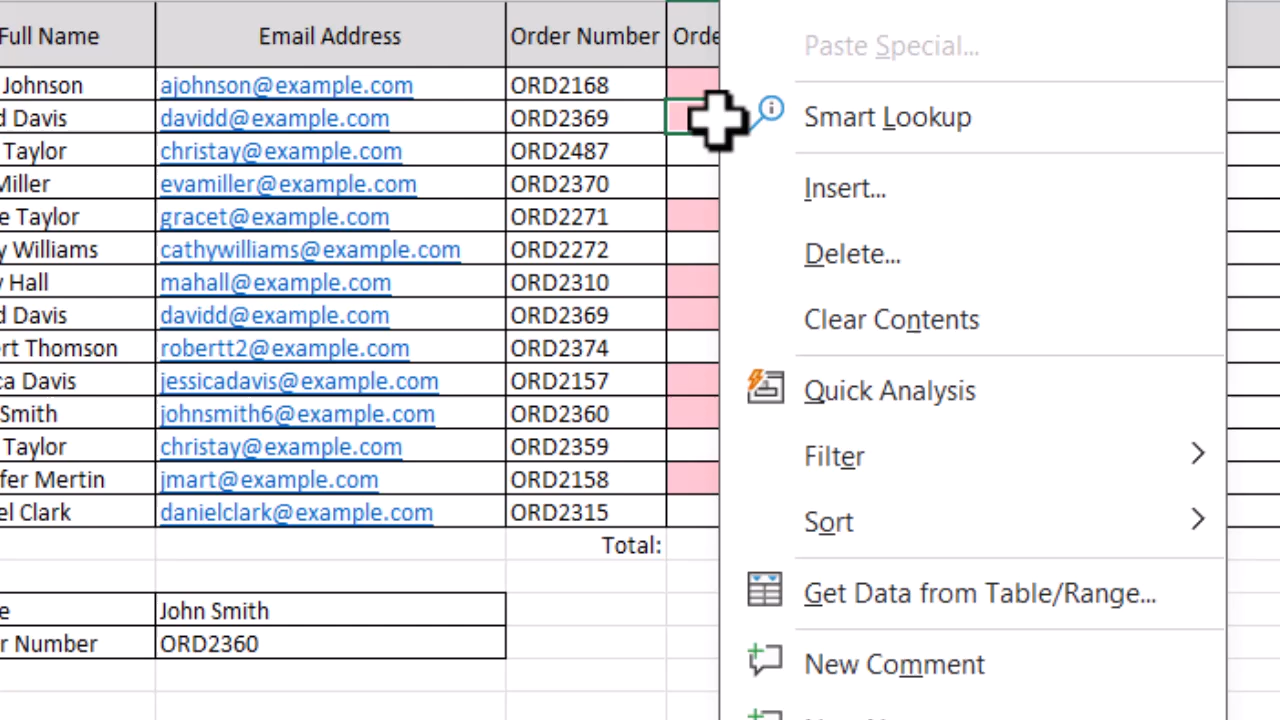 Full Name Email Address Order Number Orde
Johnson ajohnson@example.com ORD2168
d Davis davidd@example.com ORD2369
Taylor christay@example.com ORD2487
Miller evamiller@example.com ORD2370
e Taylor gracet@example.com ORD2271
y Williams cathywilliams@example.com ORD2272
y Hall mahall@example.com ORD2310
d Davis davidd@example.com ORD2369
rt Thomson robertt2@example.com ORD2374
ca Davis jessicadavis@example.com ORD2157
Smith johnsmith6@example.com ORD2360
Taylor christay@example.com ORD2359
fer Mertin jmart@example.com ORD2158
el Clark danielclark@example.com ORD2315
Total:
e John Smith
r Number ORD2360
Paste Special...
Smart Lookup
Insert...
Delete...
Clear Contents
Quick Analysis
Filter
Sort
Get Data from Table/Range...
New Comment